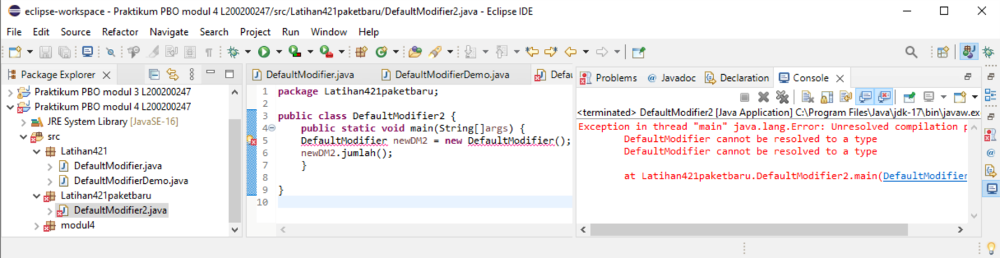 eclipse-workspace - Praktikum PBO modul 4 L200200247/src/Latihan421paketbaru/DefaultModifier2.java - Eclipse IDE
File Edit Source Refactor Navigate Search Project Run Window Help
Package Explorer
Praktikum PBO modul 3 L200200247
Praktikum PBO modul 4 L200200247
JRE System Library [JavaSE-16]
src
Latihan421
DefaultModifier.java
DefaultModifierDemo.java
Latihan421paketbaru
DefaultModifier2.java
modul4
DefaultModifier.java DefaultModifierDemo.java Defau
1 package Latihan421paketbaru;
2
3 public class DefaultModifier2 {
4 public static void main(String[]args) {
5 DefaultModifier newDM2 = new DefaultModifier();
6 newDM2.jumlah();
7 }
8
9 }
10
Problems @ Javadoc Declaration Console
<terminated> DefaultModifier2 [Java Application] C:\Program Files\Java\jdk-17\bin\javaw.ex
Exception in thread "main" java.lang.Error: Unresolved compilation p
DefaultModifier cannot be resolved to a type
DefaultModifier cannot be resolved to a type
at Latihan421paketbaru.DefaultModifier2.main(DefaultModifier